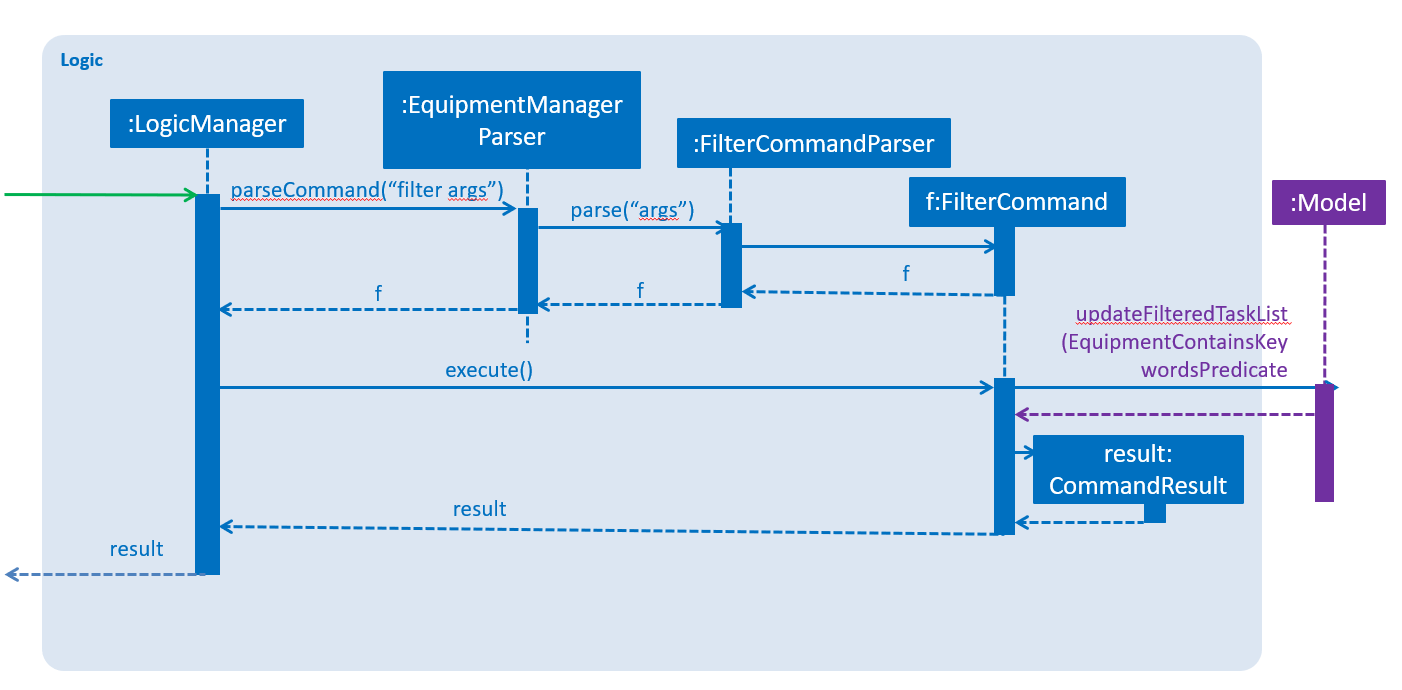 Logic
:LogicManager
:EquipmentManager
Parser
:FilterCommandParser
f:FilterCommand
:Model
parseCommand(“filter args”)
parse(“args”)
f
f
f
updateFilteredTaskList
(EquipmentContainsKey
wordsPredicate
execute()
result:
CommandResult
result
result